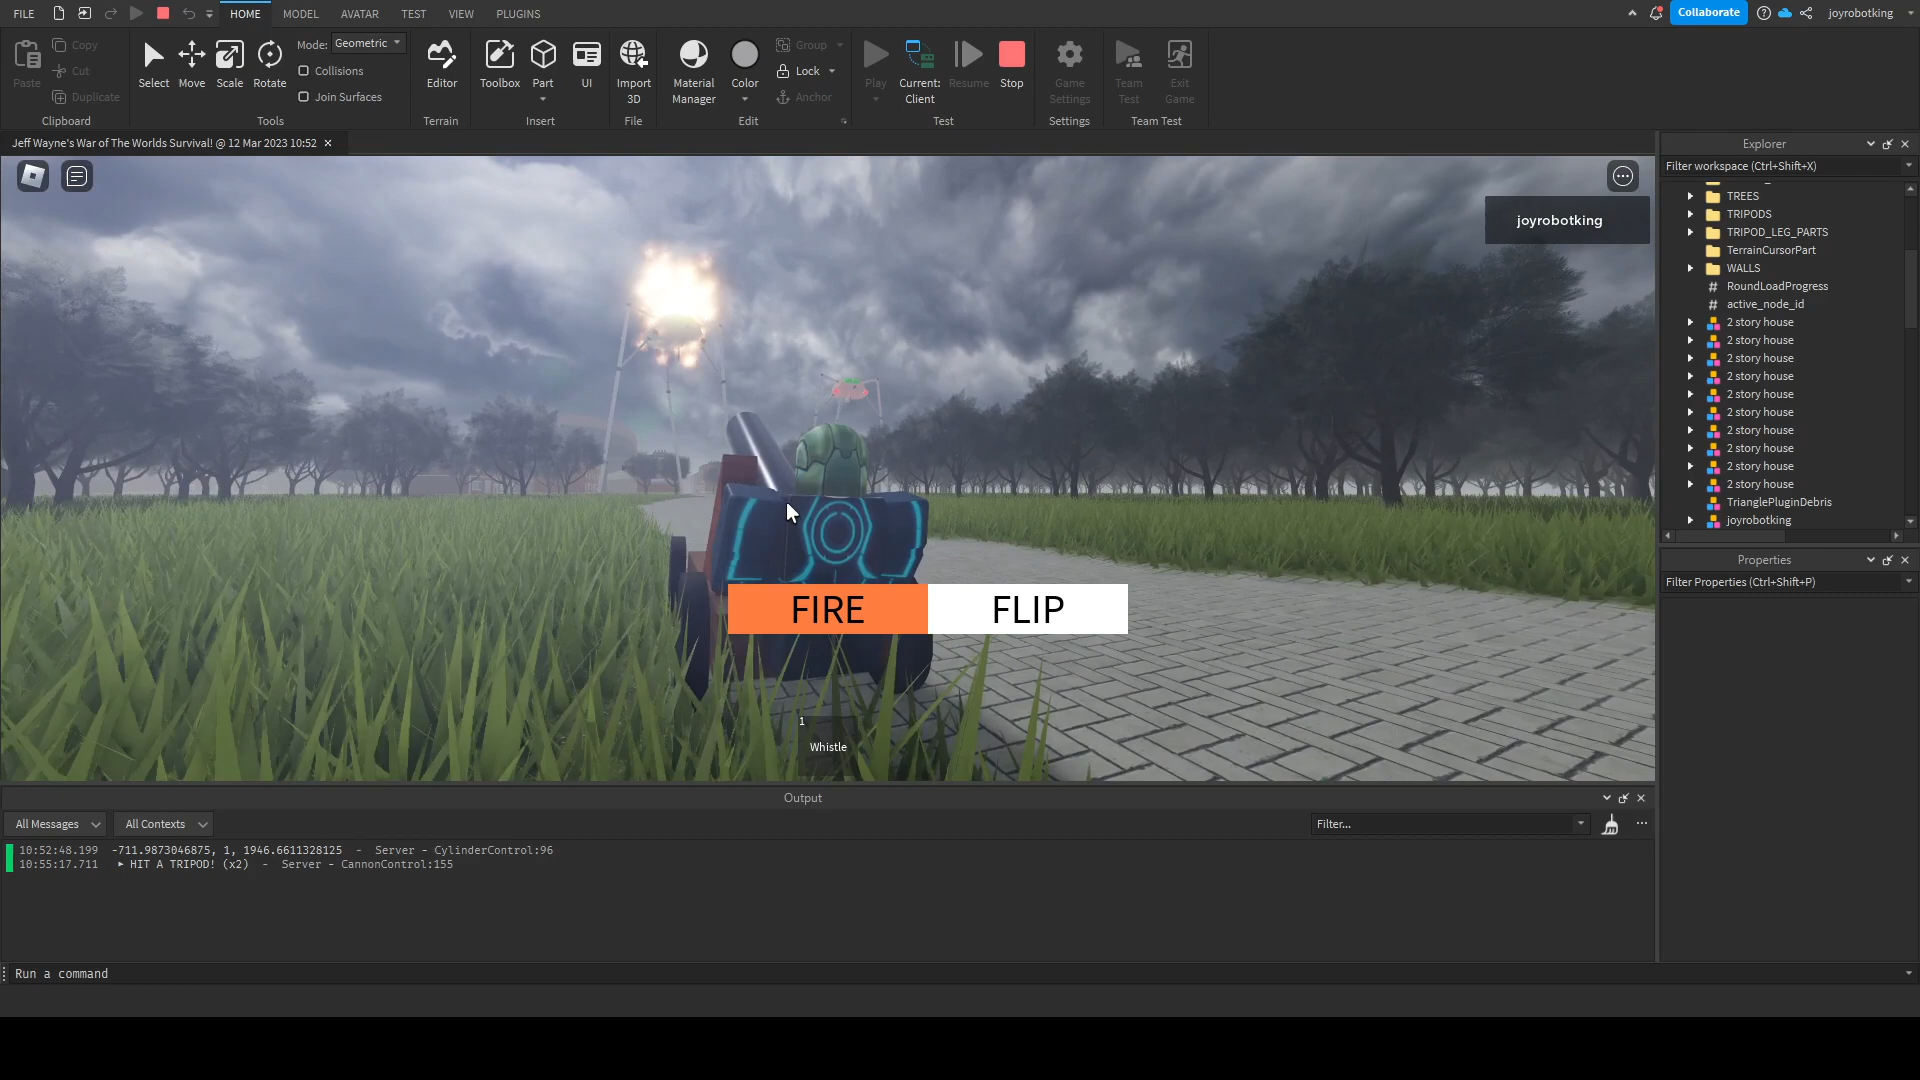 FILE HOME MODEL AVATAR TEST VIEW PLUGINS Collaborate joyrobotking
Paste Copy Cut Duplicate Clipboard
Select Move Scale Rotate Mode: Geometric Collisions Join Surfaces Tools
Editor Terrain
Toolbox Part UI Insert
Import 3D File
Material Manager Color Group Lock Anchor Edit
Play Current: Client Resume Stop Test
Game Settings Settings
Team Test Exit Game Team Test
Jeff Wayne's War of The Worlds Survival! @ 12 Mar 2023 10:52
joyrobotking
FIRE FLIP
1
Whistle
Explorer
Filter workspace (Ctrl+Shift+X)
TREES
TRIPODS
TRIPOD_LEG_PARTS
TerrainCursorPart
WALLS
RoundLoadProgress
active_node_id
2 story house
2 story house
2 story house
2 story house
2 story house
2 story house
2 story house
2 story house
2 story house
2 story house
TrianglePluginDebris
joyrobotking
Properties
Filter Properties (Ctrl+Shift+P)
Output
All Messages All Contexts Filter...
10:52:48.199 -711.9873046875, 1, 1946.6611328125 - Server - CylinderControl:96
10:55:17.711 ▸ HIT A TRIPOD! (x2) - Server - CannonControl:155
Run a command